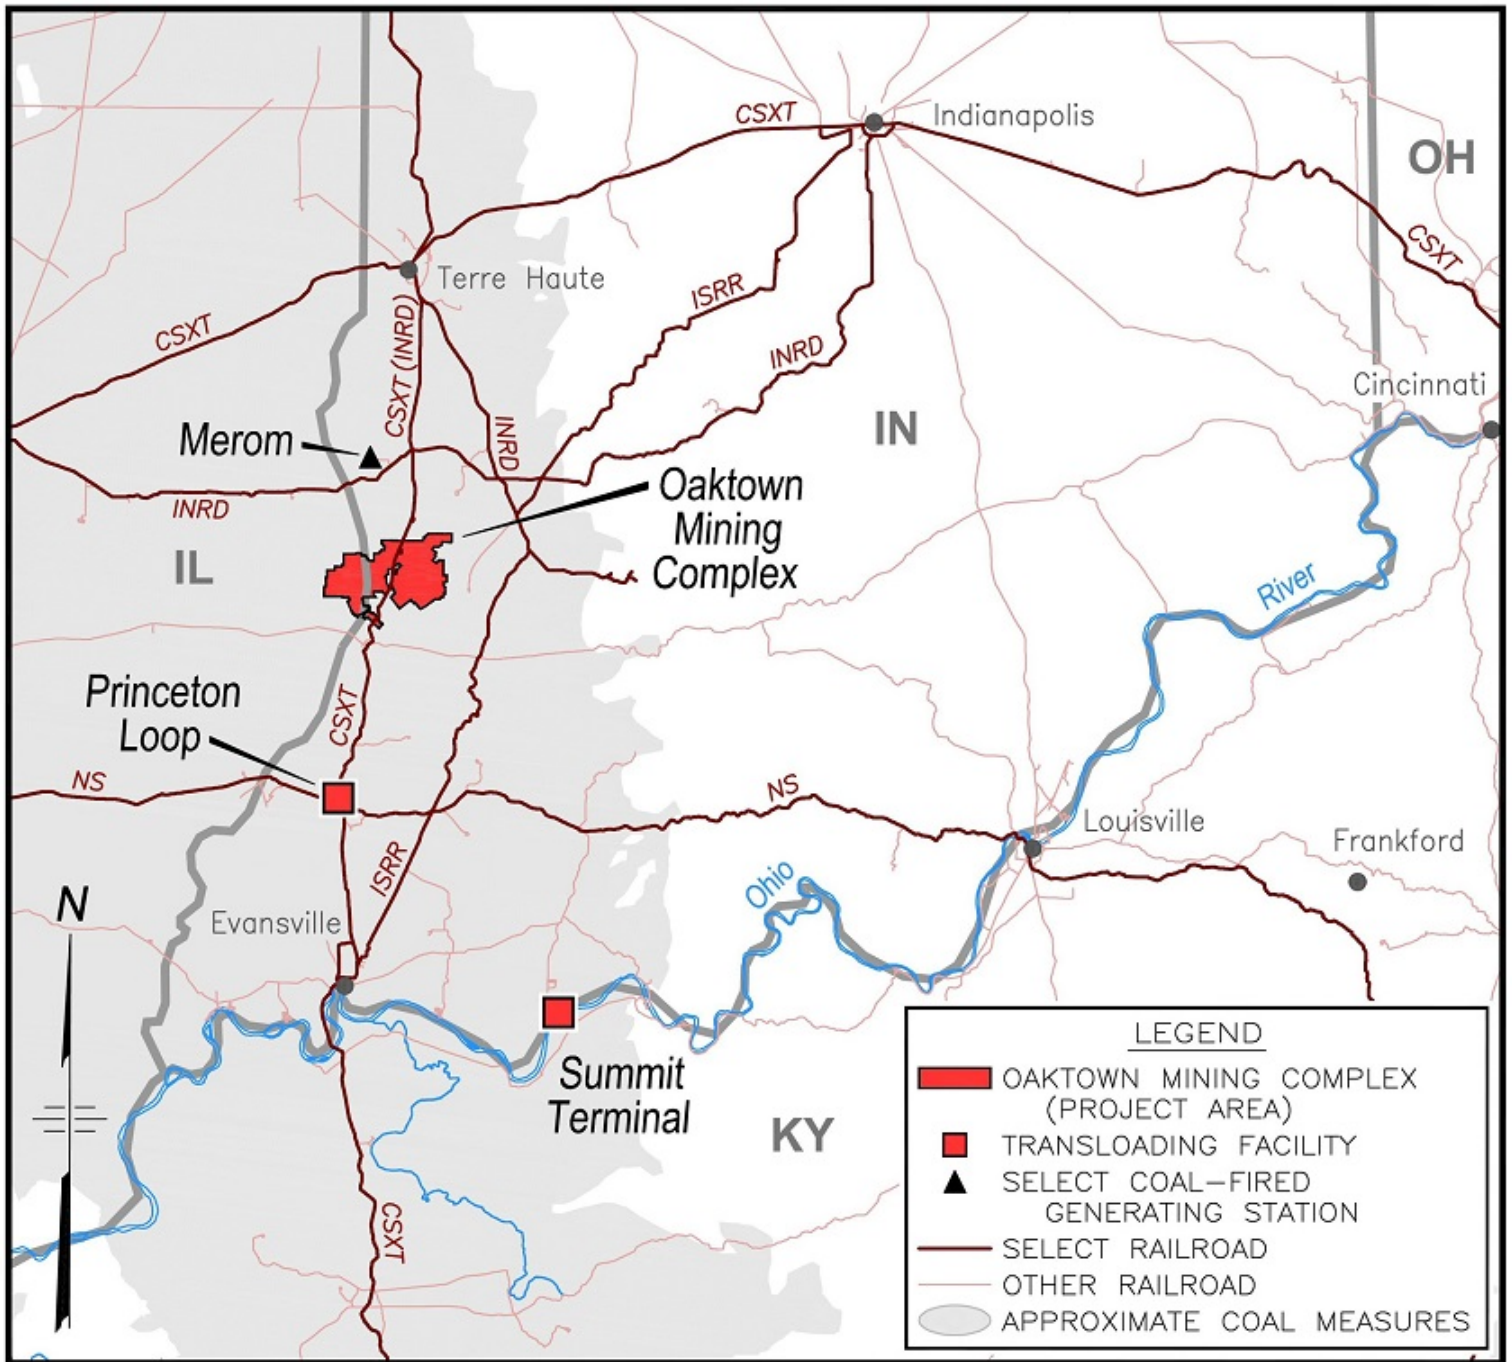 CSXT
Indianapolis
OH
CSXT
Terre Haute
ISRR
CSXT
CSXT (INRD)
INRD
Cincinnati
Merom
INRD
IN
Oaktown
Mining
Complex
INRD
IL
River
Princeton
Loop
CSXT
NS
NS
Louisville
Frankford
ISRR
Ohio
N
Evansville
Summit
Terminal
KY
CSXT
LEGEND
OAKTOWN MINING COMPLEX
(PROJECT AREA)
TRANSLOADING FACILITY
SELECT COAL-FIRED
GENERATING STATION
SELECT RAILROAD
OTHER RAILROAD
APPROXIMATE COAL MEASURES